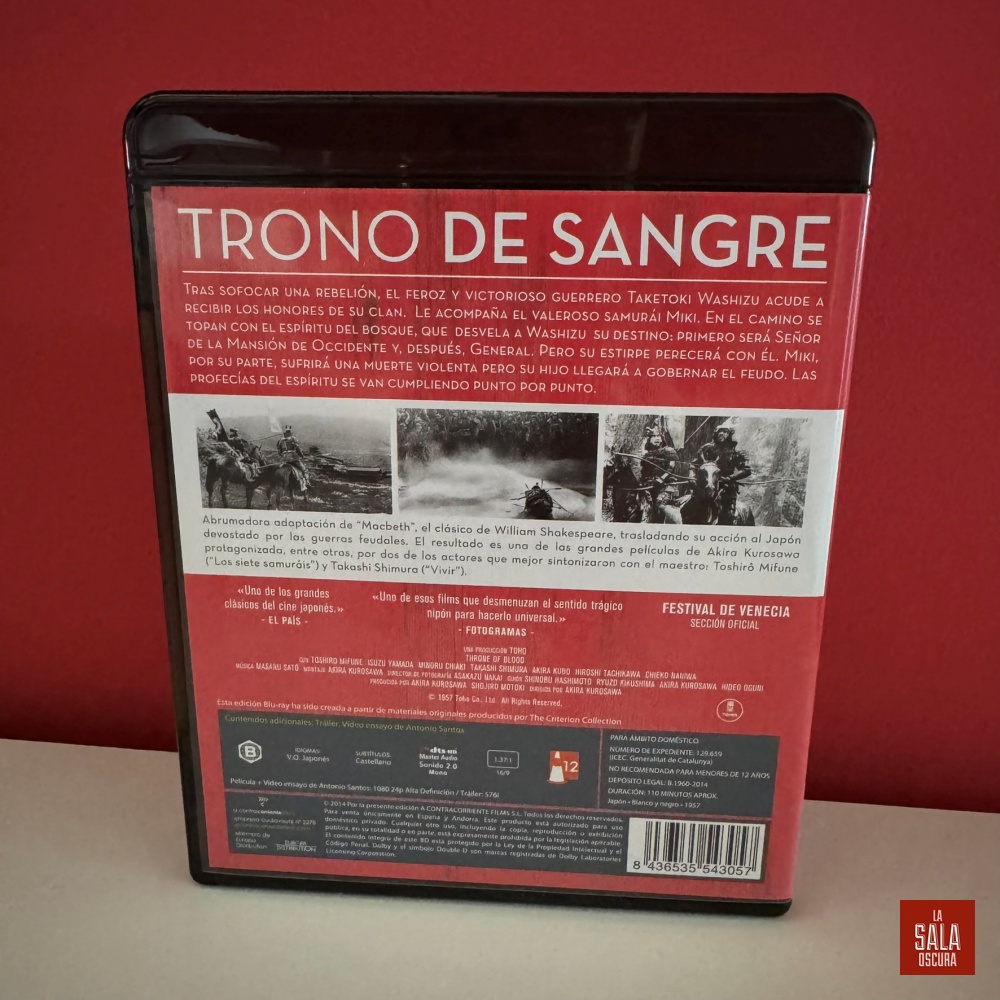 TRONO DE SANGRE
TRAS SOFOCAR UNA REBELIÓN, EL FEROZ Y VICTORIOSO GUERRERO TAKETOKI WASHIZU ACUDE A
RECIBIR LOS HONORES DE SU CLAN. LE ACOMPAÑA EL VALEROSO SAMURÁI MIKI. EN EL CAMINO SE
TOPAN CON EL ESPÍRITU DEL BOSQUE, QUE DESVELA A WASHIZU SU DESTINO: PRIMERO SERÁ SEÑOR
DE LA MANSIÓN DE OCCIDENTE Y, DESPUÉS, GENERAL. PERO SU ESTIRPE PERECERÁ CON ÉL. MIKI,
POR SU PARTE, SUFRIRÁ UNA MUERTE VIOLENTA PERO SU HIJO LLEGARÁ A GOBERNAR EL FEUDO. LAS
PROFECÍAS DEL ESPÍRITU SE VAN CUMPLIENDO PUNTO POR PUNTO.
Abrumadora adaptación de “Macbeth”, el clásico de William Shakespeare, trasladando su acción al Japón
devastado por las guerras feudales. El resultado es una de las grandes películas de Akira Kurosawa
protagonizada, entre otros, por dos de los actores que mejor sintonizaron con el maestro: Toshirô Mifune
(“Los siete samuráis”) y Takashi Shimura (“Vivir”).
«Uno de los grandes
clásicos del cine japonés.»
- EL PAÍS -
«Uno de esos films que desmenuzan el sentido trágico
nipón para hacerlo universal.»
- FOTOGRAMAS -
FESTIVAL DE VENECIA
SECCIÓN OFICIAL
UNA PRODUCCIÓN TOHO
THRONE OF BLOOD
CON TOSHIRO MIFUNE ISUZU YAMADA MINORU CHIAKI TAKASHI SHIMURA AKIRA KUBO HIROSHI TACHIKAWA CHIEKO NANIWA
MÚSICA MASARU SATÔ MONTAJE AKIRA KUROSAWA DIRECTOR DE FOTOGRAFÍA ASAKAZU NAKAI GUIÓN SHINOBU HASHIMOTO RYUZO KIKUSHIMA AKIRA KUROSAWA HIDEO OGUNI
PRODUCIDA POR AKIRA KUROSAWA SHOJIRO MOTOKI DIRIGIDA POR AKIRA KUROSAWA
© 1957 Toho Co., Ltd. All Rights Reserved.
Esta edición Blu-ray ha sido creada a partir de materiales originales producidos por The Criterion Collection
Contenidos adicionales: Tráiler, Vídeo ensayo de Antonio Santos
B
IDIOMAS:
V.O. Japonés
SUBTÍTULOS:
Castellano
dts-HD
Master Audio
Sonido 2.0
Mono
1.37:1
16/9
12
Película + Vídeo ensayo de Antonio Santos: 1080 24p Alta Definición / Tráiler: 576i
PARA ÁMBITO DOMÉSTICO
NÚMERO DE EXPEDIENTE: 129.659
(ICEC. Generalitat de Catalunya)
NO RECOMENDADA PARA MENORES DE 12 AÑOS
DEPÓSITO LEGAL: B.1960-2014
DURACIÓN: 110 MINUTOS APROX.
Japón • Blanco y negro • 1957
© 2014 Por la presente edición A CONTRACORRIENTE FILMS S.L. Todos los derechos reservados.
Para venta únicamente en España y Andorra. Este producto está autorizado para uso
doméstico privado. Cualquier otro uso, incluyendo la copia, reproducción o exhibición
pública, en su totalidad o en parte, está expresamente prohibida por la legislación aplicable.
El contenido íntegro de este BD está protegido por la Ley de la Propiedad Intelectual y el
Código Penal. Dolby y el símbolo Double-D son marcas registradas de Dolby Laboratories
Licensing Corporation.
8 436535 543057
LA
SALA
OSCURA